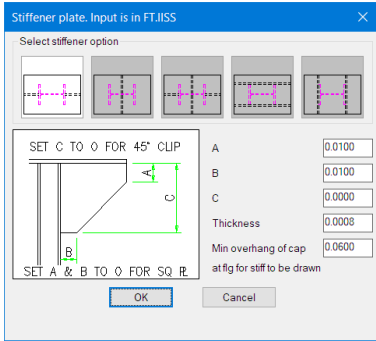 Stiffener plate. Input is in FT.IISS
Select stiffener option
SET C TO 0 FOR 45° CLIP
A
C
B
SET A & B TO 0 FOR SQ PL
A 0.0100
B 0.0100
C 0.0000
Thickness 0.0008
Min overhang of cap 0.0600
at flg for stiff to be drawn
OK Cancel